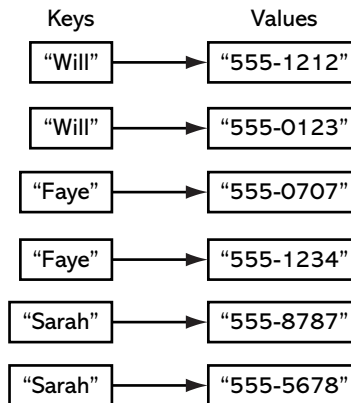 Keys Values
“Will” “555-1212”
“Will” “555-0123”
“Faye” “555-0707”
“Faye” “555-1234”
“Sarah” “555-8787”
“Sarah” “555-5678”